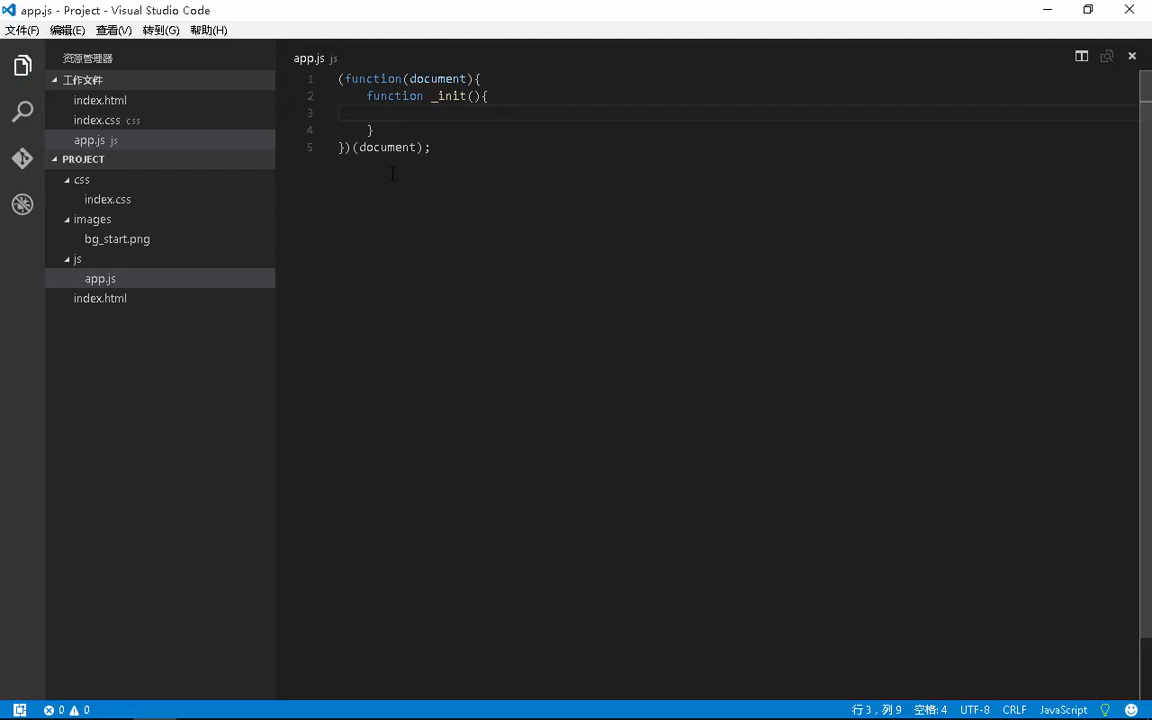 app.js - Project - Visual Studio Code
文件(F) 编辑(E) 查看(V) 转到(G) 帮助(H)
资源管理器
工作文件
index.html
index.css css
app.js js
PROJECT
css
index.css
images
bg_start.png
js
app.js
index.html
app.js js
1 (function(document){
2 function _init(){
3
4 }
5 })(document);
0 0
行 3，列 9 空格: 4 UTF-8 CRLF JavaScript